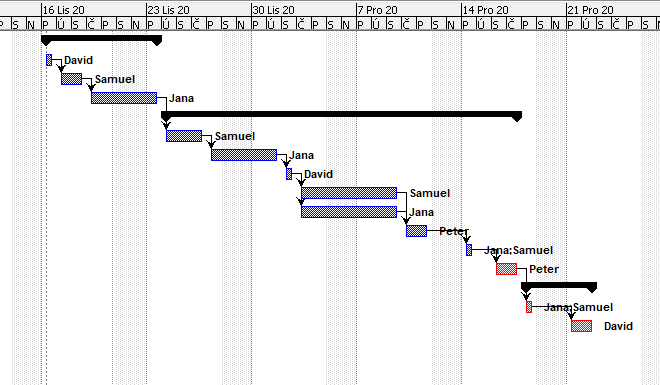 16 Lis 20 23 Lis 20 30 Lis 20 7 Pro 20 14 Pro 20 21 Pro 20
P S N P Ú S Č P S N P Ú S Č P S N P Ú S Č P S N P Ú S Č P S N P Ú S Č P S N P Ú S Č P S N
David
Samuel
Jana
Samuel
Jana
David
Samuel
Jana
Peter
Jana;Samuel
Peter
Jana;Samuel
David